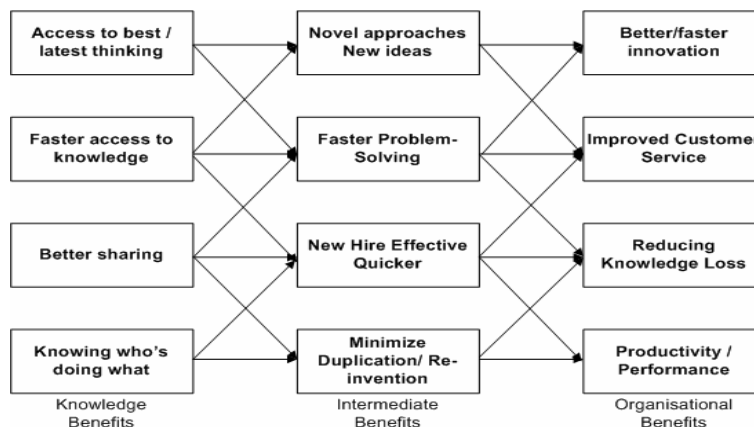 Access to best /
latest thinking
Novel approaches
New ideas
Better/faster
innovation
Faster access to
knowledge
Faster Problem-
Solving
Improved Customer
Service
Better sharing
New Hire Effective
Quicker
Reducing
Knowledge Loss
Knowing who's
doing what
Minimize
Duplication/ Re-
invention
Productivity /
Performance
Knowledge
Benefits
Intermediate
Benefits
Organisational
Benefits